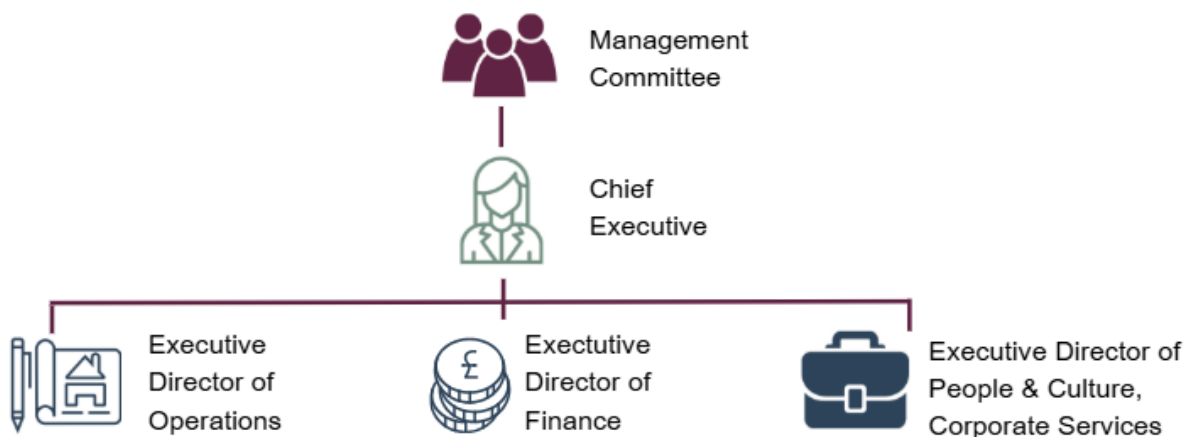 Management
Committee
Chief
Executive
Executive
Director of
Operations
£
Exectutive
Director of
Finance
Executive Director of
People & Culture,
Corporate Services